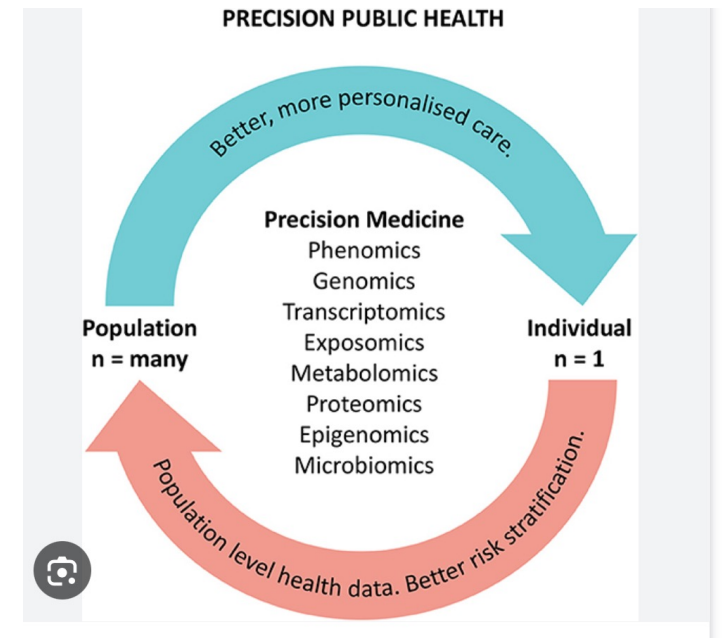 PRECISION PUBLIC HEALTH
Better, more personalised care.
Precision Medicine
Phenomics
Genomics
Transcriptomics
Exposomics
Metabolomics
Proteomics
Epigenomics
Microbiomics
Population
n = many
Individual
n = 1
Population level health data. Better risk stratification.